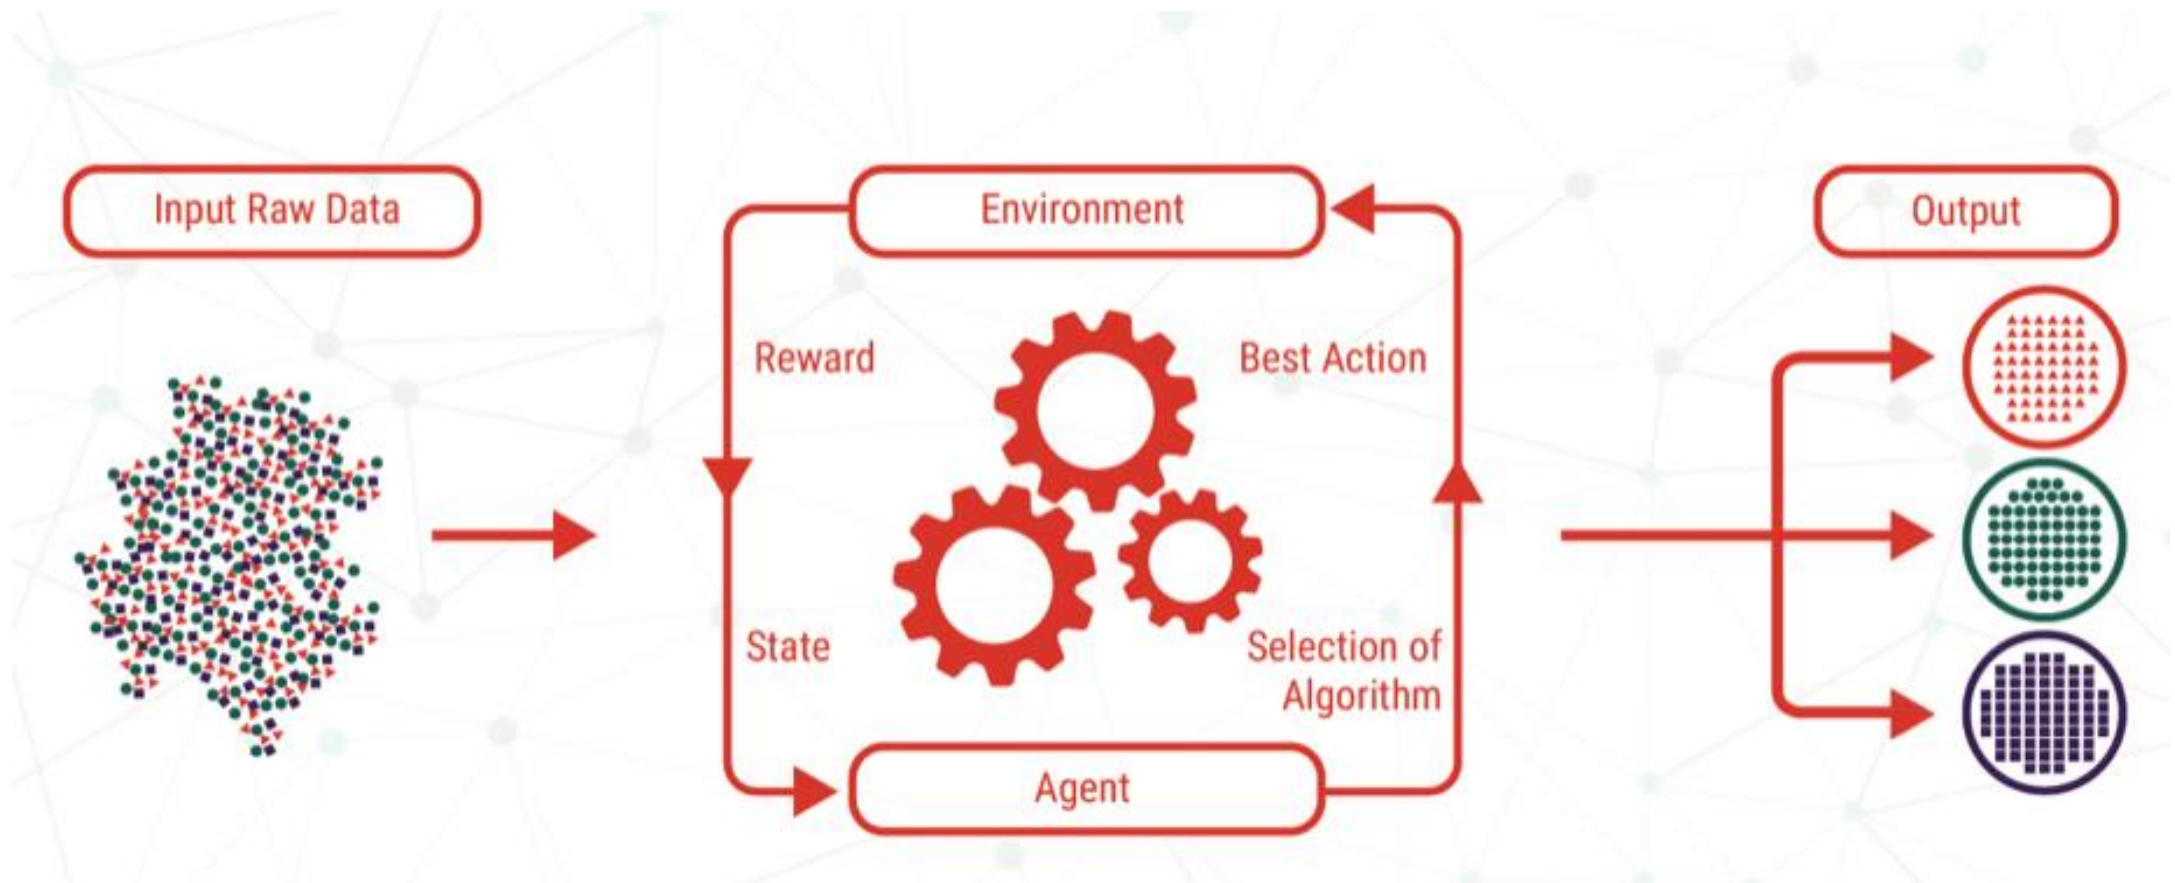 Input Raw Data
Environment
Output
Reward
Best Action
State
Selection of
Algorithm
Agent